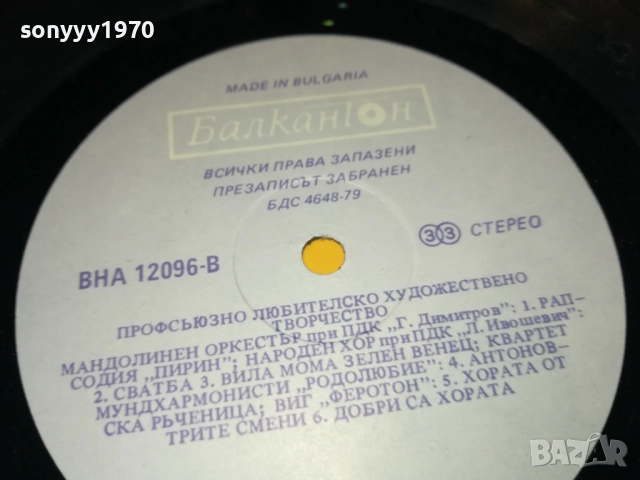 sonyyy1970
MADE IN BULGARIA
Балкантон
ВСИЧКИ ПРАВА ЗАПАЗЕНИ
ПРЕЗАПИСЪТ ЗАБРАНЕН
БДС 4648-79
ВНА 12096-В
33 СТЕРЕО
ПРОФСЬЮЗНО ЛЮБИТЕЛСКО ХУДОЖЕСТВЕНО
ТВОРЧЕСТВО
МАНДОЛИНЕН ОРКЕСТЪР при ПДК „Г. Димитров": 1. РАП-
СОДИЯ „ПИРИН"; НАРОДЕН ХОР при ПДК „Л. Ивошевич":
2. СВАТБА 3. ВИЛА МОМА ЗЕЛЕН ВЕНЕЦ; КВАРТЕТ
МУНДХАРМОНИСТИ „РОДОЛЮБИЕ": 4. АНТОНОВ-
СКА РЬЧЕНИЦА; ВИГ „ФЕРОТОН": 5. ХОРАТА ОТ
ТРИТЕ СМЕНИ 6. ДОБРИ СА ХОРАТА
BAZAR